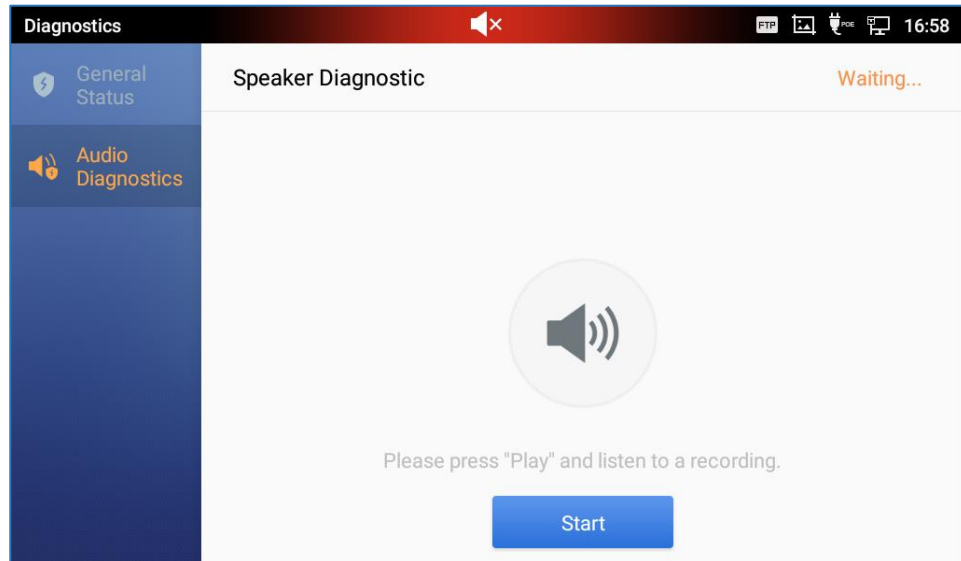 Diagnostics
FTP
POE
16:58
General
Status
Audio
Diagnostics
Speaker Diagnostic
Waiting...
Please press "Play" and listen to a recording.
Start